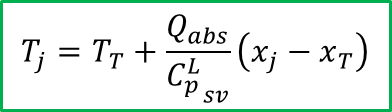 T_j = T_T + \frac{Q_{abs}}{C_{p_{sv}}^{L}} (x_j - x_T)